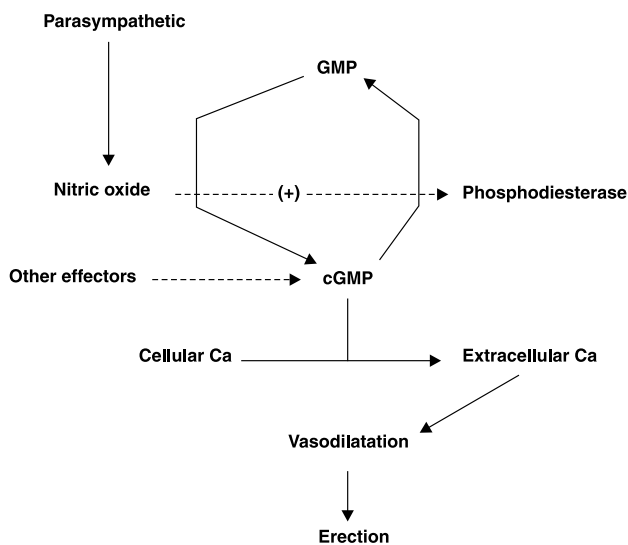 Parasympathetic
GMP
Nitric oxide
(+)
Phosphodiesterase
Other effectors
cGMP
Cellular Ca
Extracellular Ca
Vasodilatation
Erection